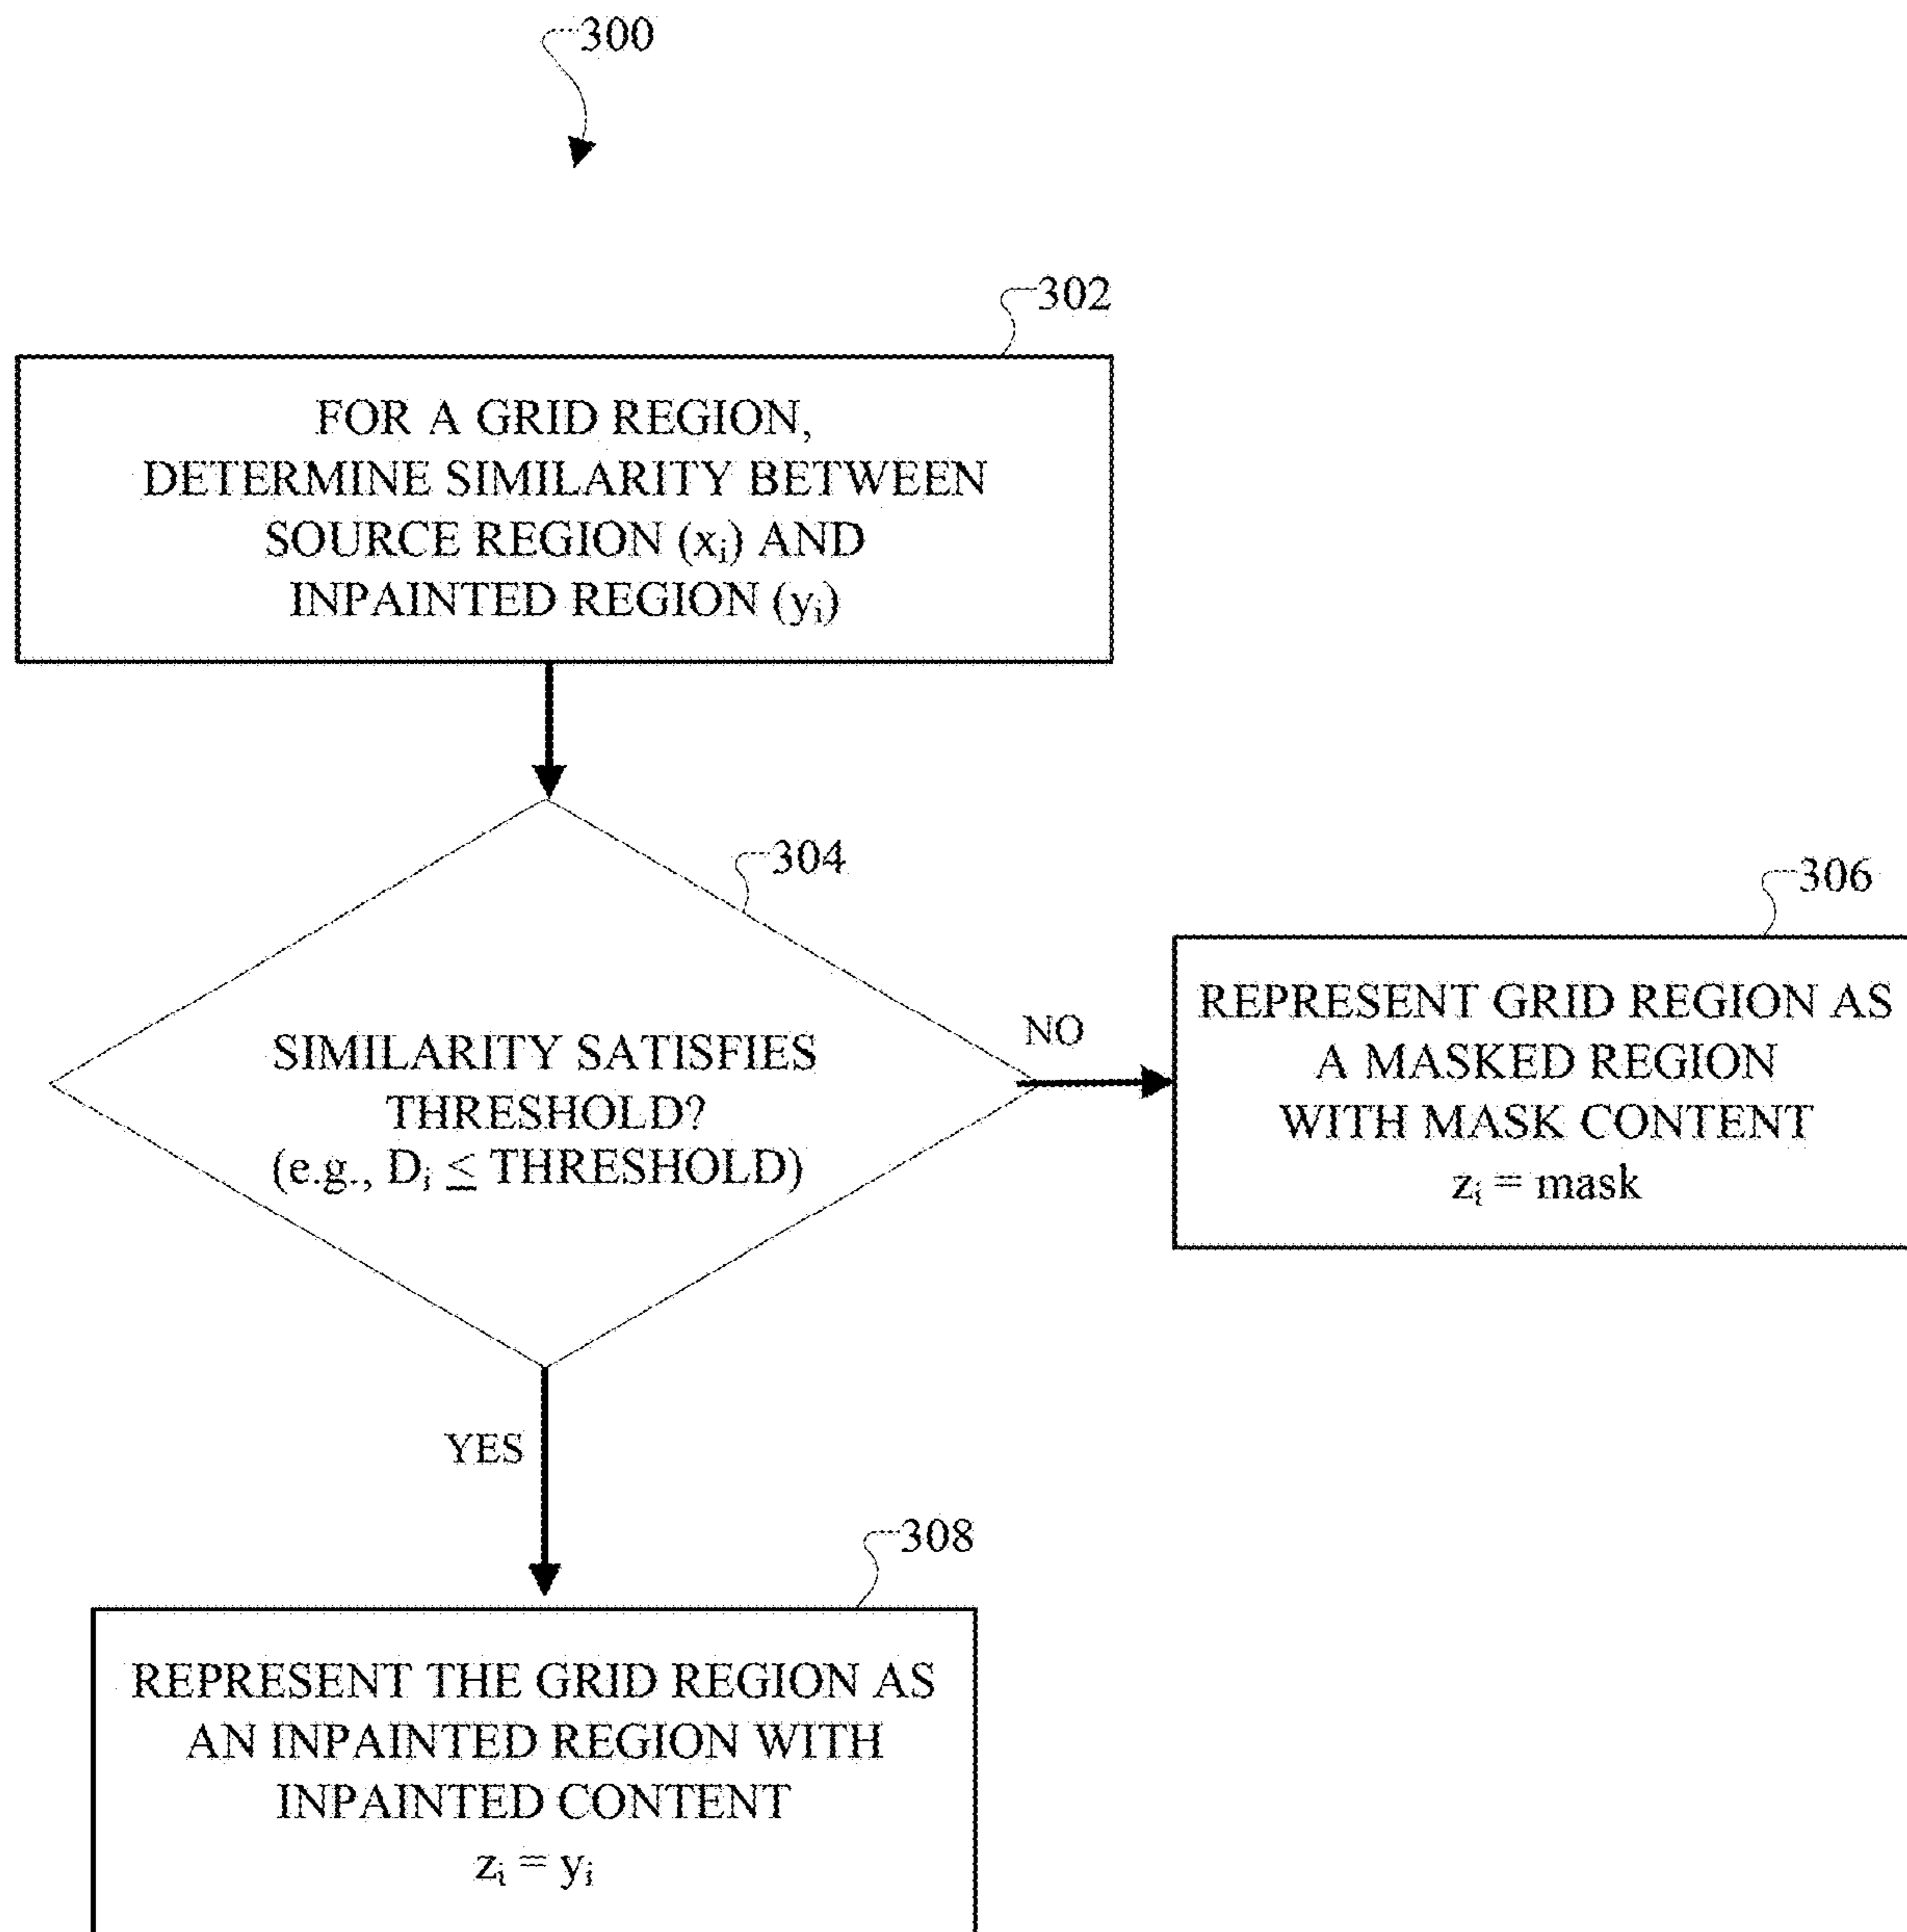 300
302
FOR A GRID REGION,
DETERMINE SIMILARITY BETWEEN
SOURCE REGION (xᵢ) AND
INPAINTED REGION (yᵢ)
304
SIMILARITY SATISFIES
THRESHOLD?
(e.g., Dᵢ ≤ THRESHOLD)
NO
306
REPRESENT GRID REGION AS
A MASKED REGION
WITH MASK CONTENT
zᵢ = mask
YES
308
REPRESENT THE GRID REGION AS
AN INPAINTED REGION WITH
INPAINTED CONTENT
zᵢ = yᵢ